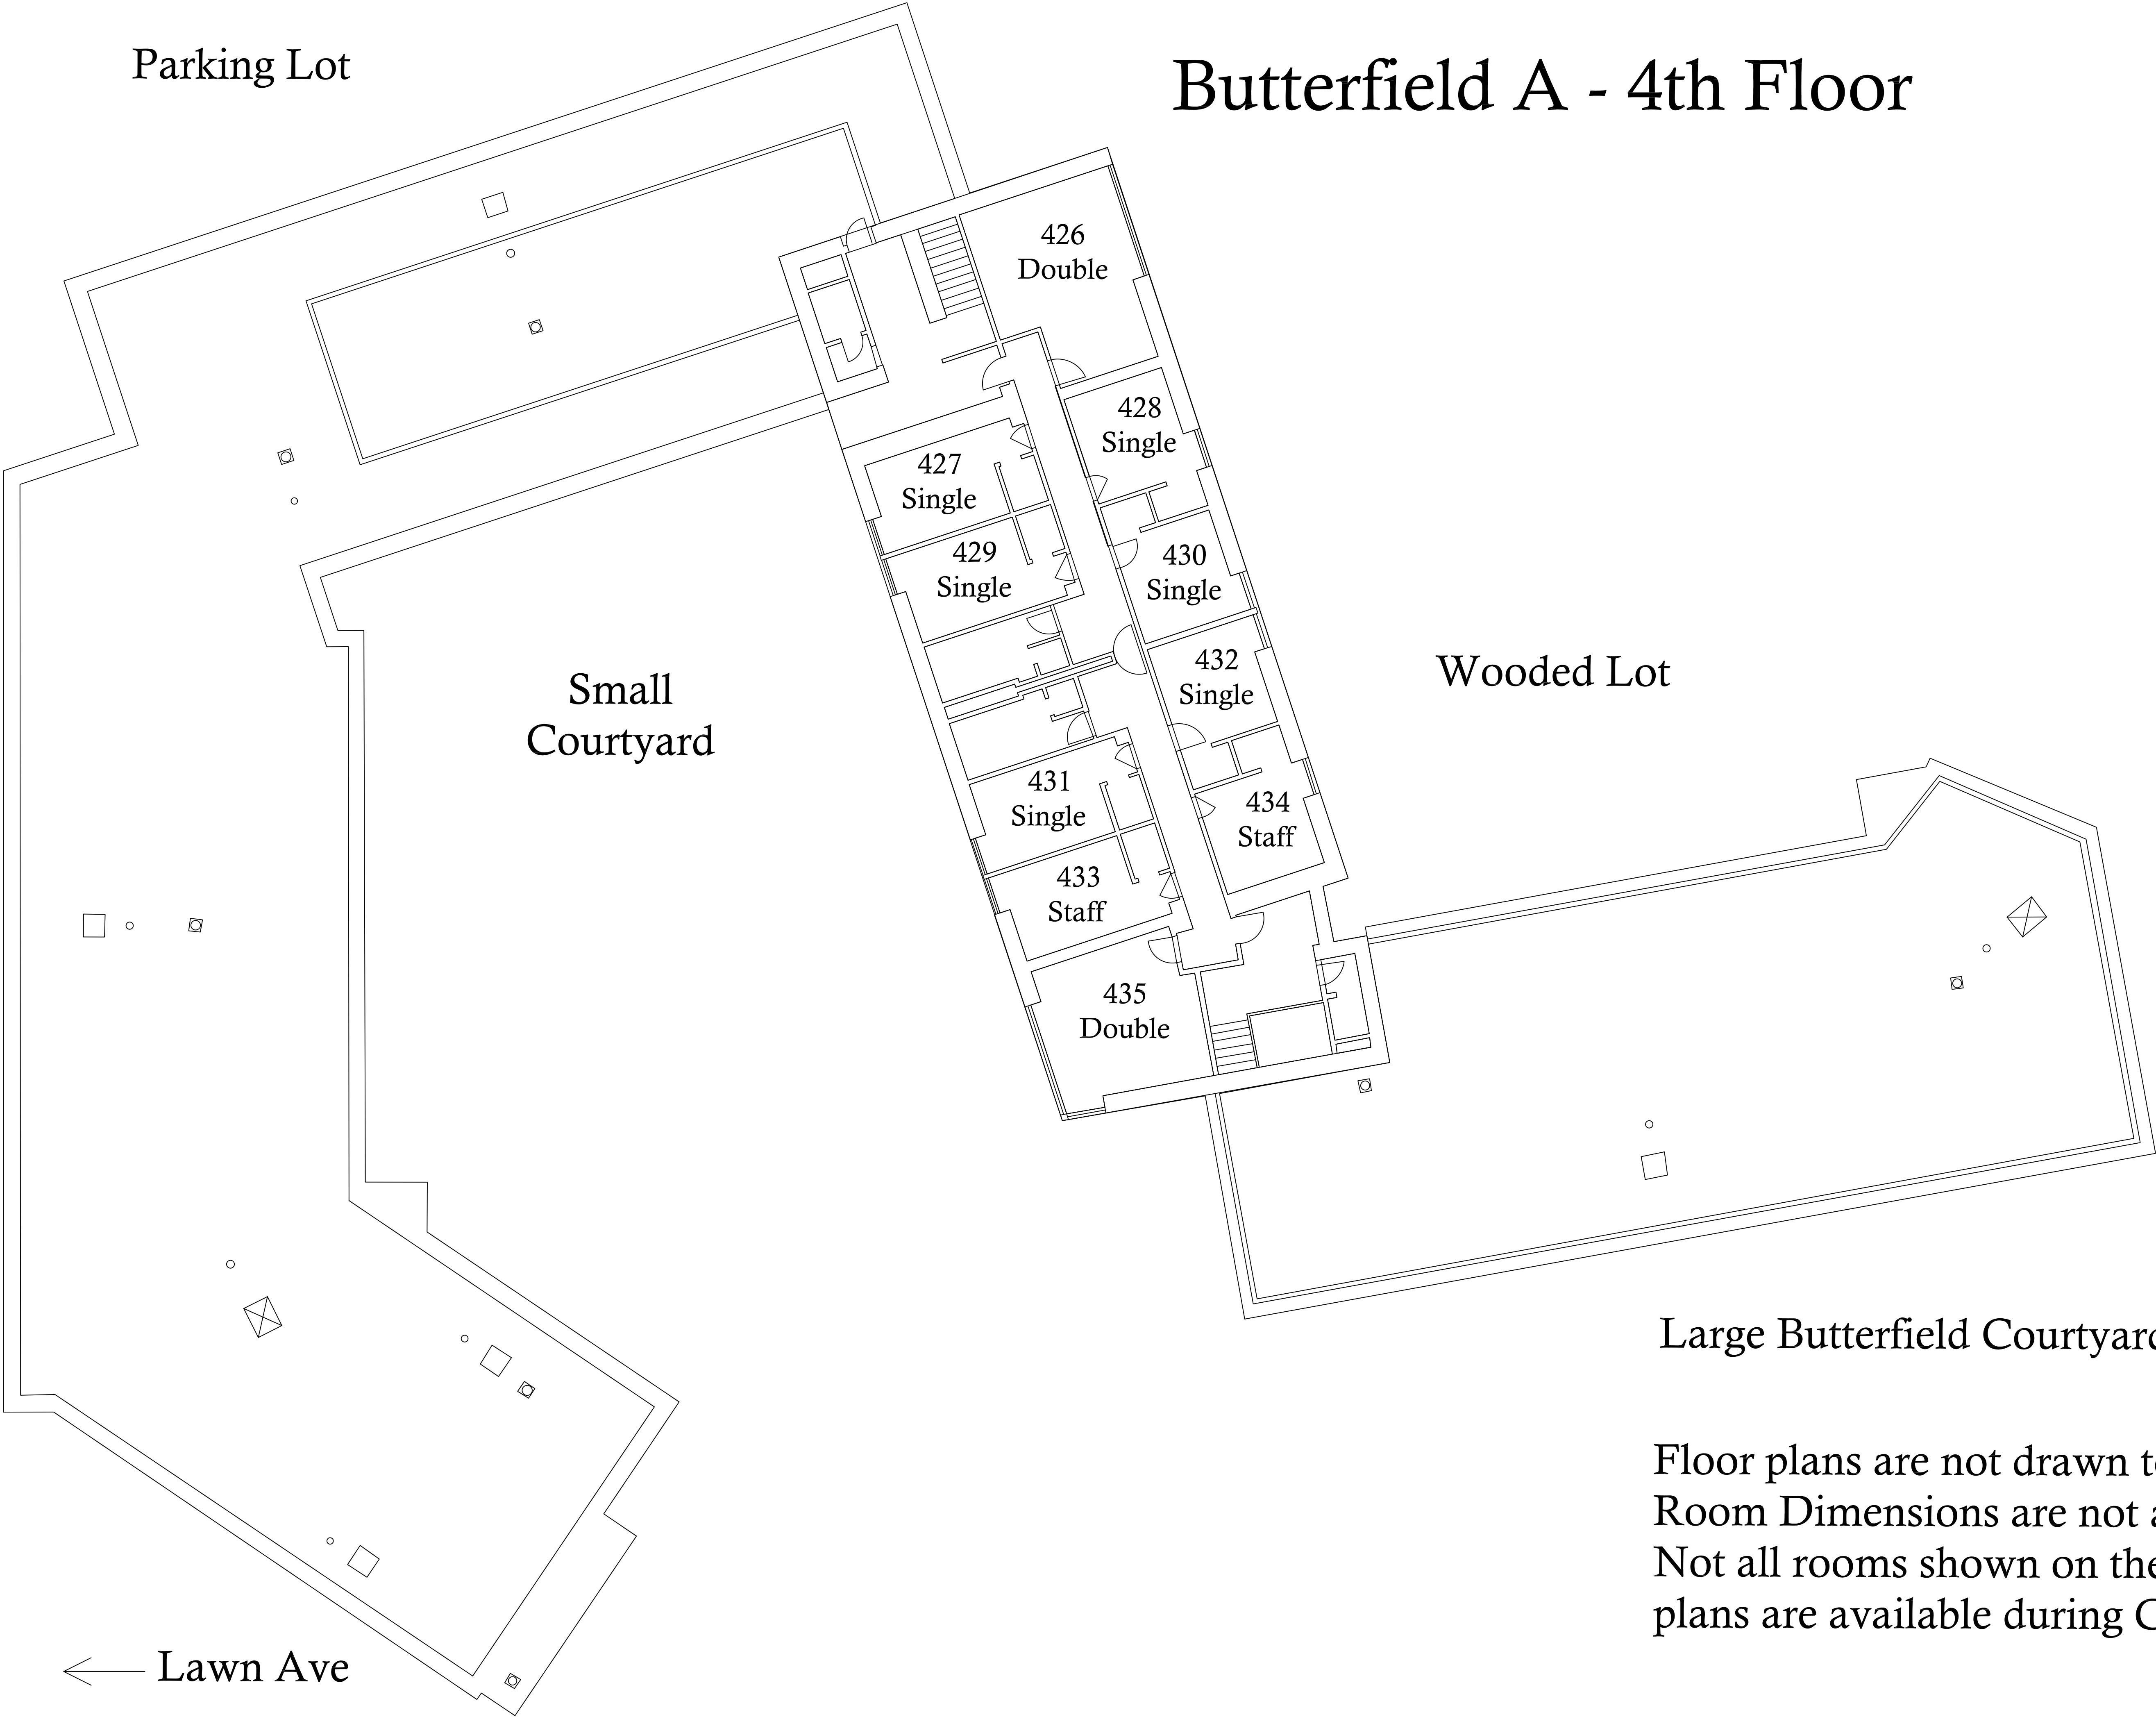 Parking Lot
Butterfield A - 4th Floor
426
Double
428
Single
427
Single
429
Single
430
Single
432
Single
Wooded Lot
Small
Courtyard
431
Single
434
Staff
433
Staff
435
Double
Large Butterfield
Floor plans are not drawn
Room Dimensions are not
Not all rooms shown on
plans are available during
Lawn Ave